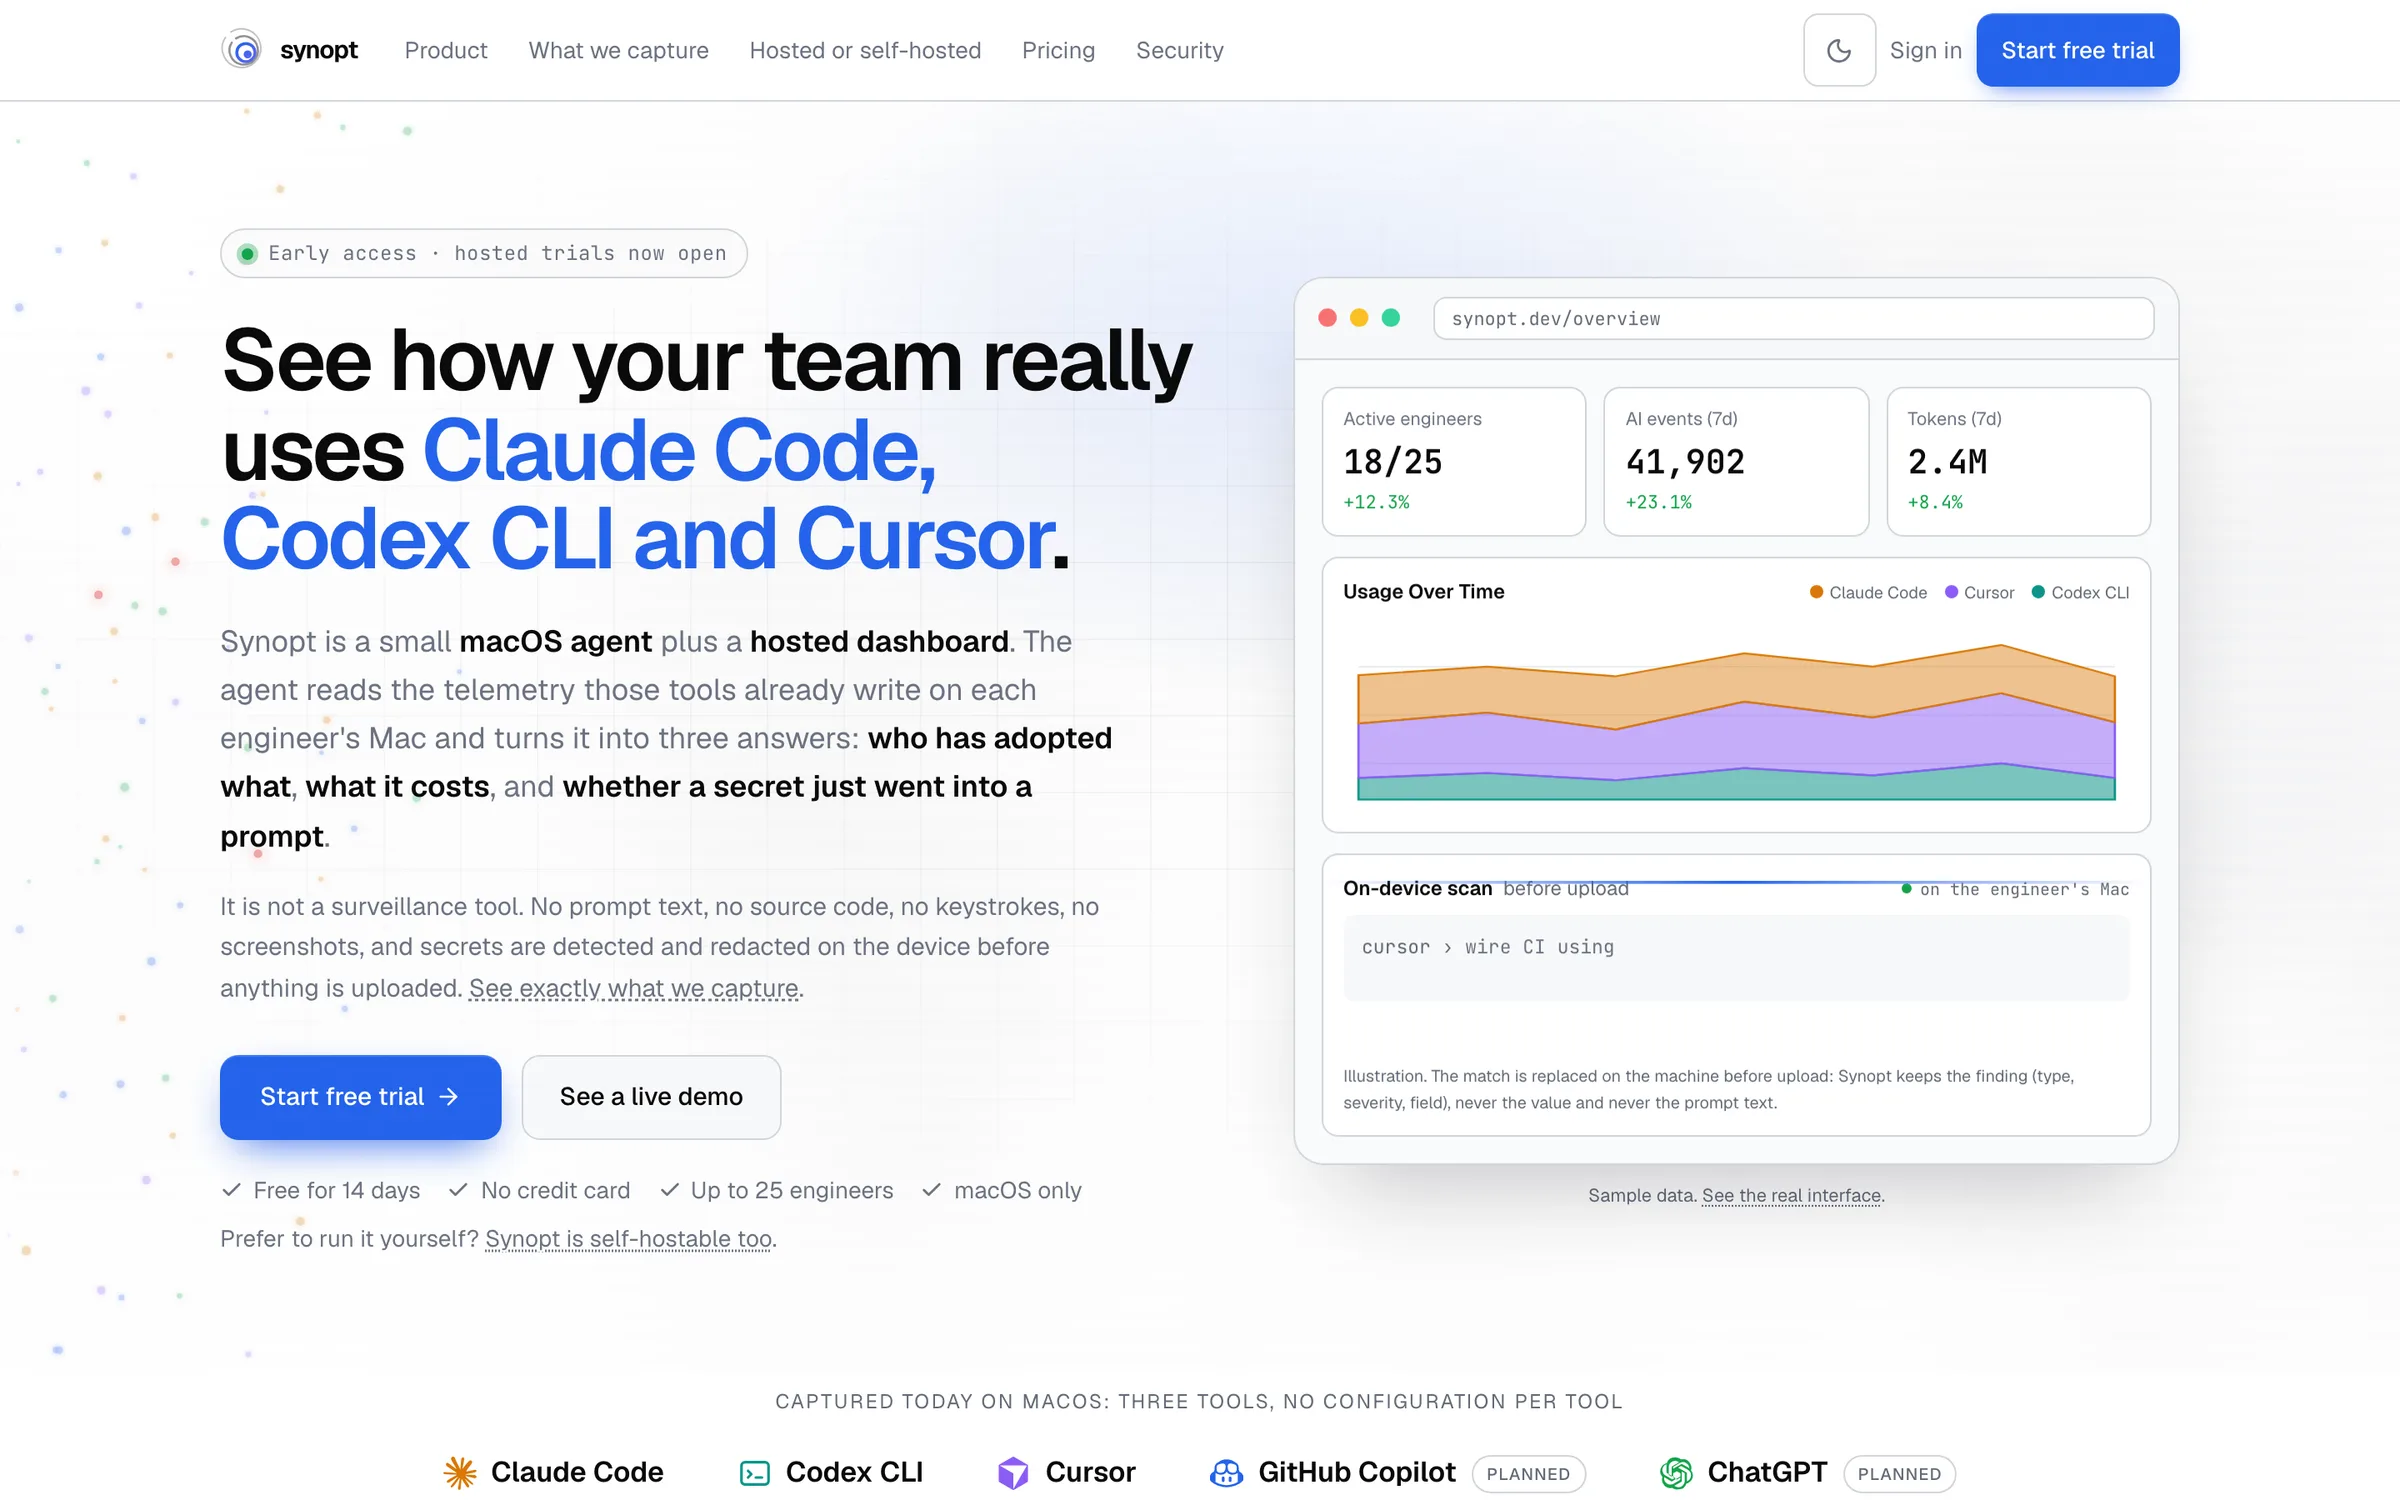 synopt
Product
What we capture
Hosted or self-hosted
Pricing
Security
Sign in
Start free trial
Early access · hosted trials now open
See how your team really
uses Claude Code,
Codex CLI and Cursor.
Synopt is a small macOS agent plus a hosted dashboard. The
agent reads the telemetry those tools already write on each
engineer's Mac and turns it into three answers: who has adopted
what, what it costs, and whether a secret just went into a
prompt.
It is not a surveillance tool. No prompt text, no source code, no keystrokes, no
screenshots, and secrets are detected and redacted on the device before
anything is uploaded. See exactly what we capture.
Start free trial →
See a live demo
Free for 14 days
No credit card
Up to 25 engineers
macOS only
Prefer to run it yourself? Synopt is self-hostable too.
synopt.dev/overview
Active engineers
18/25
+12.3%
AI events (7d)
41,902
+23.1%
Tokens (7d)
2.4M
+8.4%
Usage Over Time
Claude Code
Cursor
Codex CLI
On-device scan before upload
on the engineer's Mac
cursor › wire CI using
Illustration. The match is replaced on the machine before upload: Synopt keeps the finding (type,
severity, field), never the value and never the prompt text.
Sample data. See the real interface.
CAPTURED TODAY ON MACOS: THREE TOOLS, NO CONFIGURATION PER TOOL
Claude Code
Codex CLI
Cursor
GitHub Copilot PLANNED
ChatGPT PLANNED